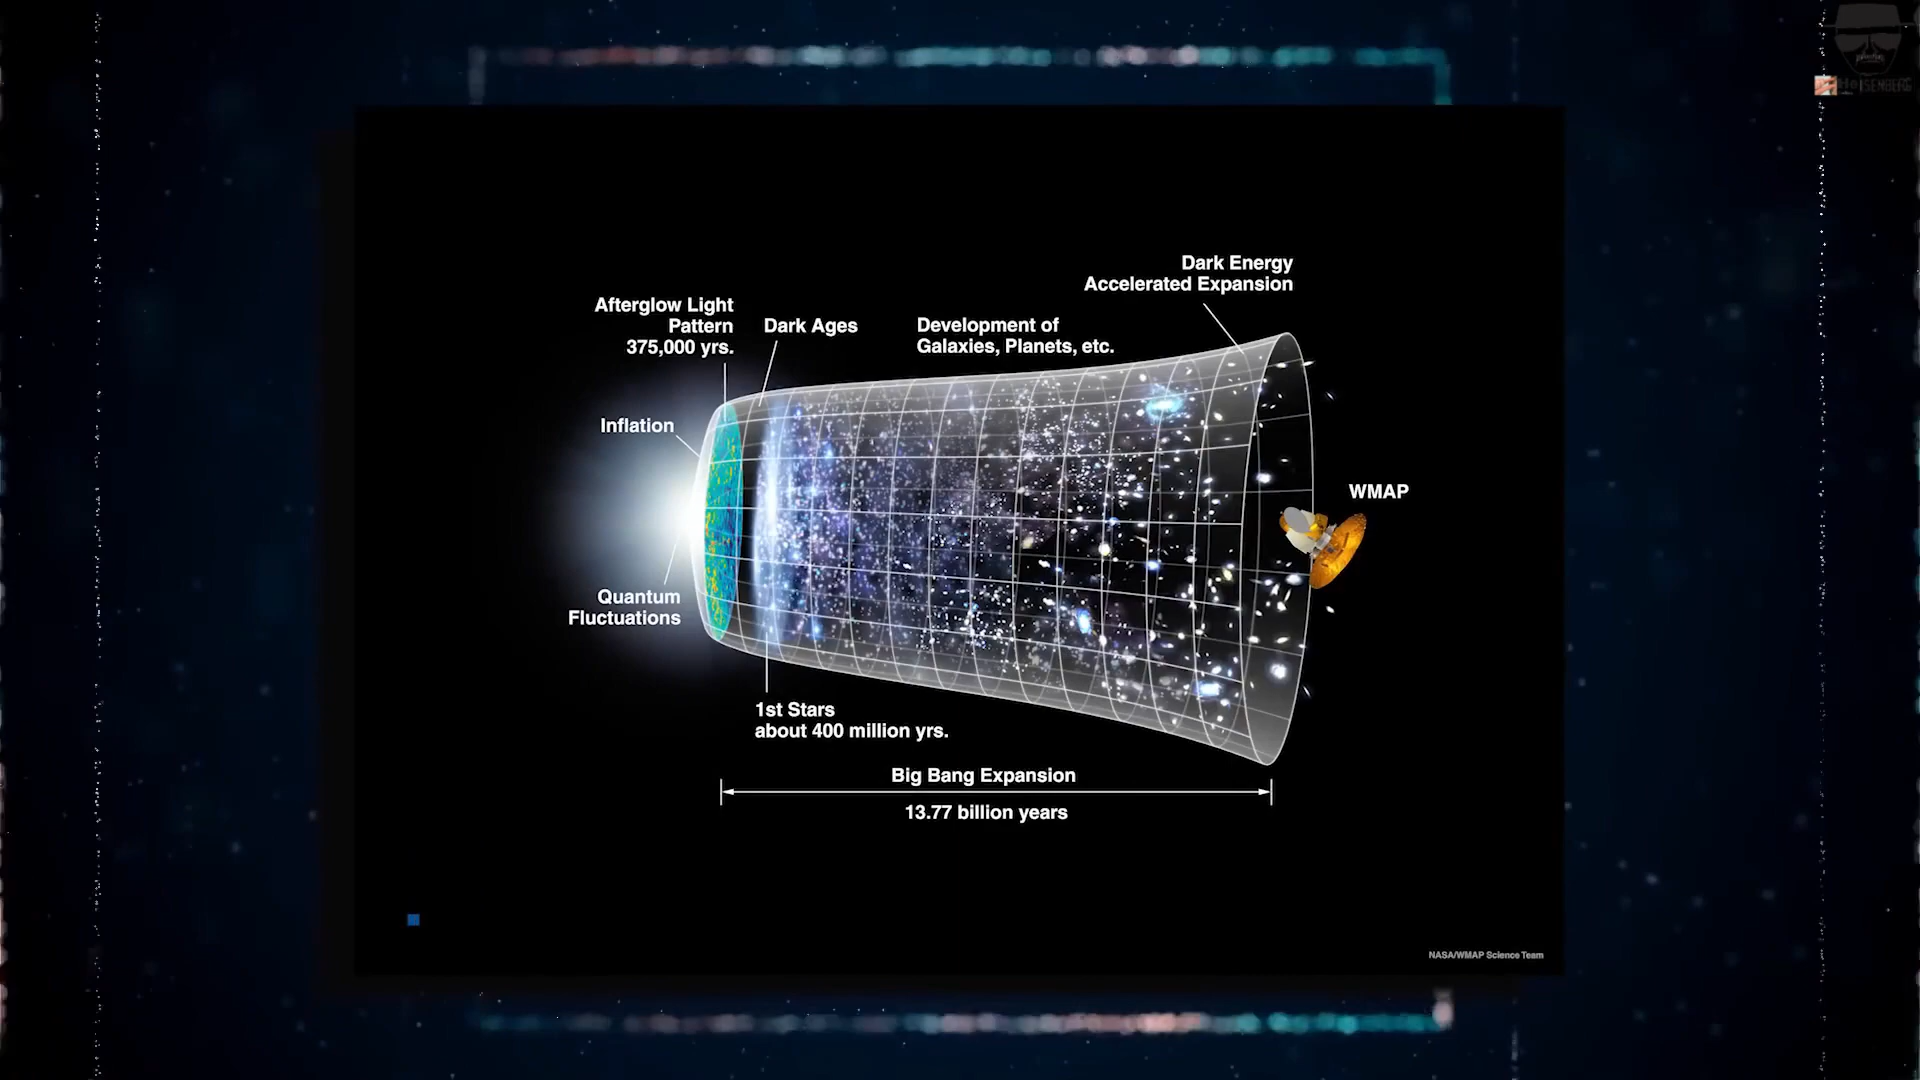 Dark Energy
Accelerated Expansion
Afterglow Light
Pattern
375,000 yrs.
Dark Ages
Development of
Galaxies, Planets, etc.
Inflation
WMAP
Quantum
Fluctuations
1st Stars
about 400 million yrs.
Big Bang Expansion
13.77 billion years
NASA/WMAP Science Team